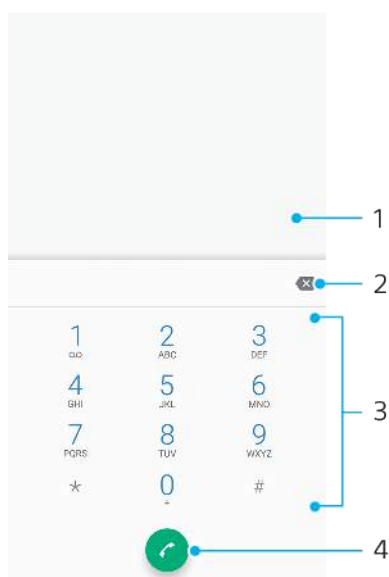 1
2
1 2 3
ABC DEF
4 5 6
GHI JKL MNO
3
7 8 9
PQRS TUV WXYZ
* 0 #
+
4